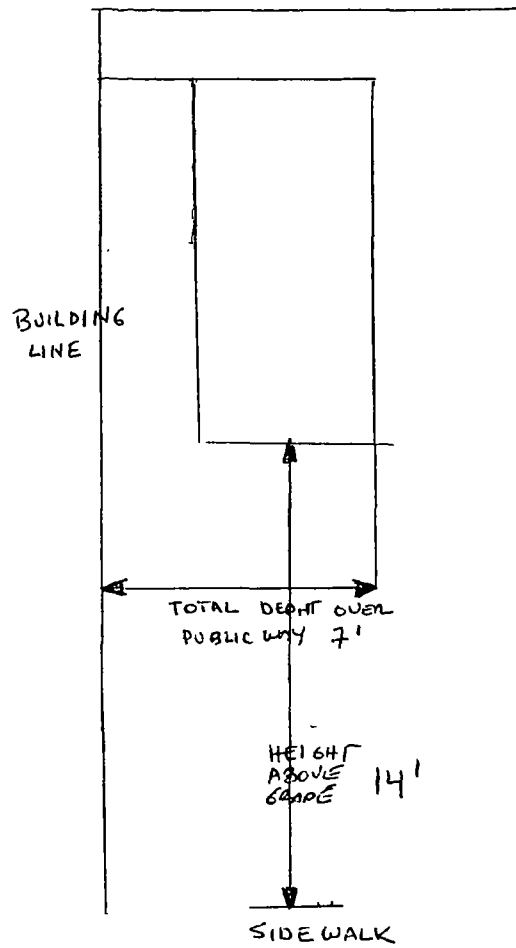 BUILDING
LINE
TOTAL DEPHT OVER
PUBLIC WAY 7'
HEIGHT
ABOVE
GRADE 14'
SIDEWALK